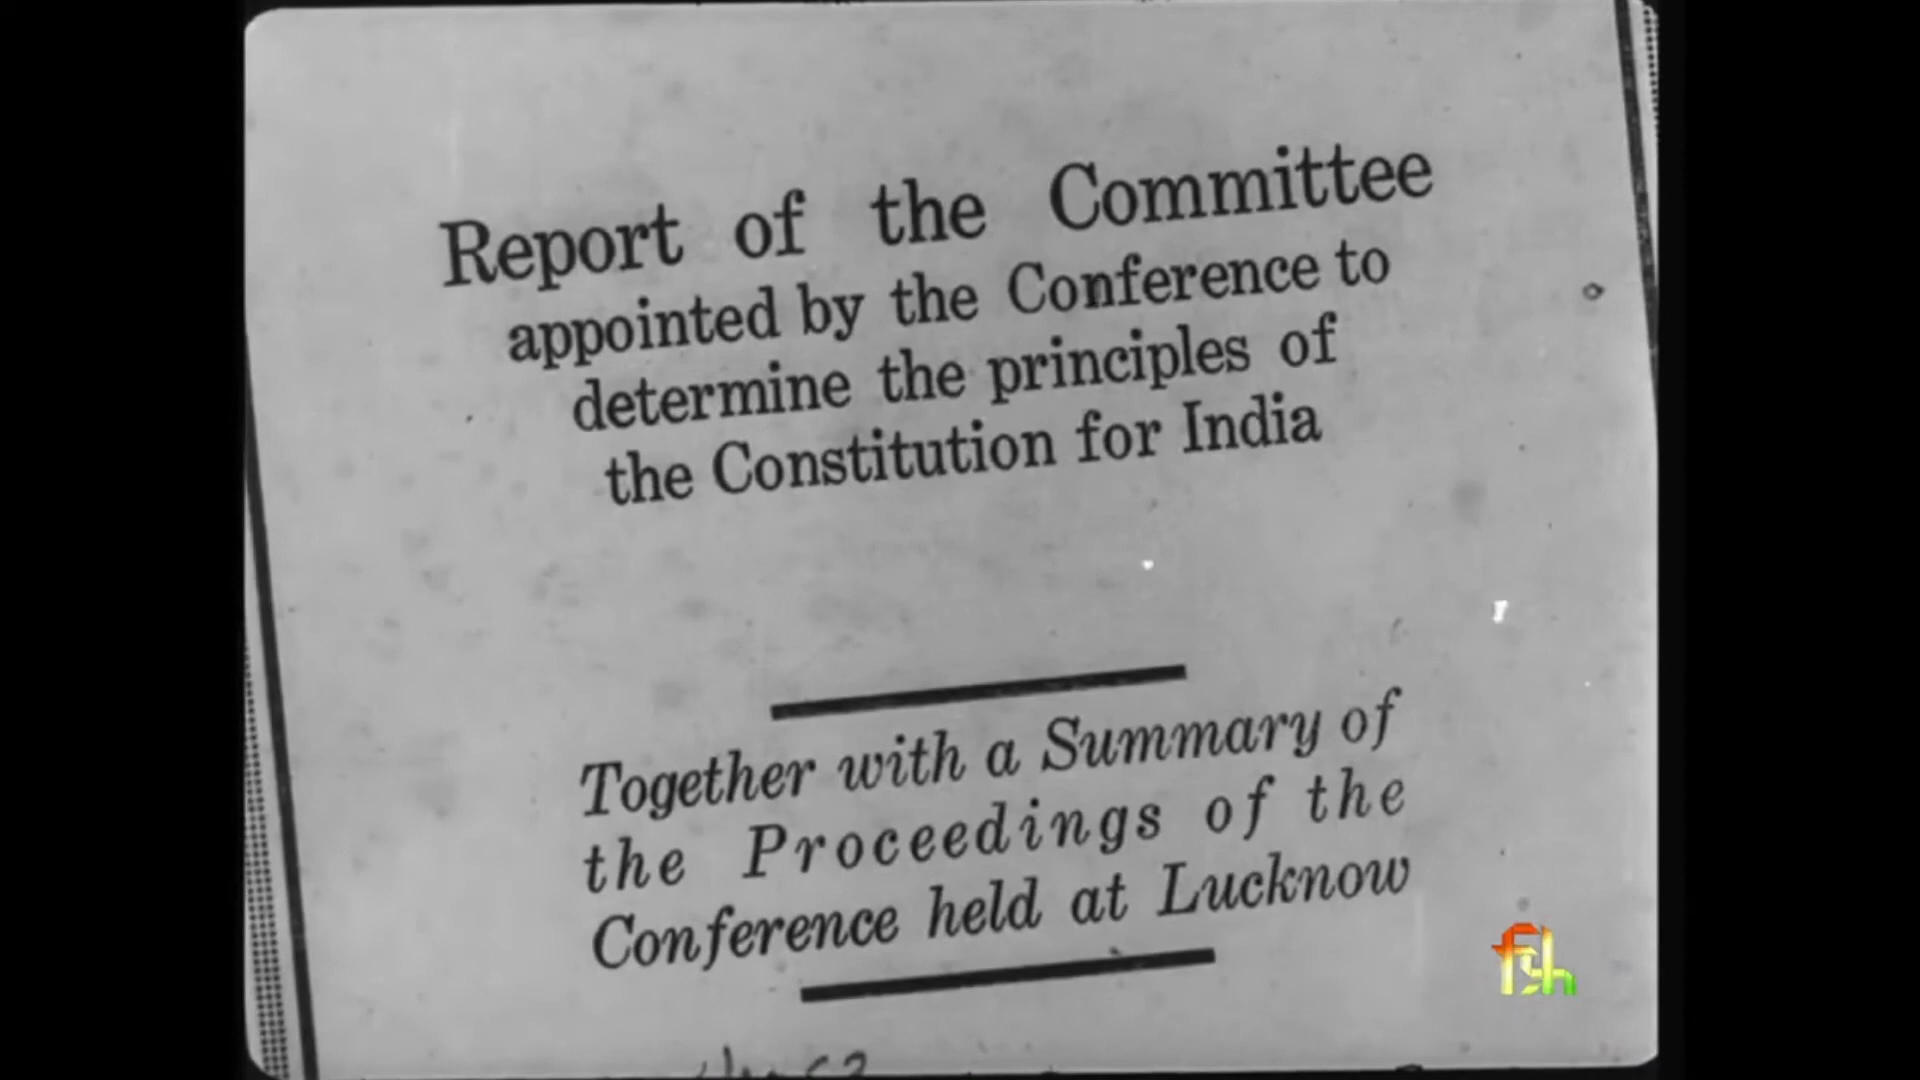 Report of the Committee
appointed by the Conference to
determine the principles of
the Constitution for India
Together with a Summary of
the Proceedings of the
Conference held at Lucknow